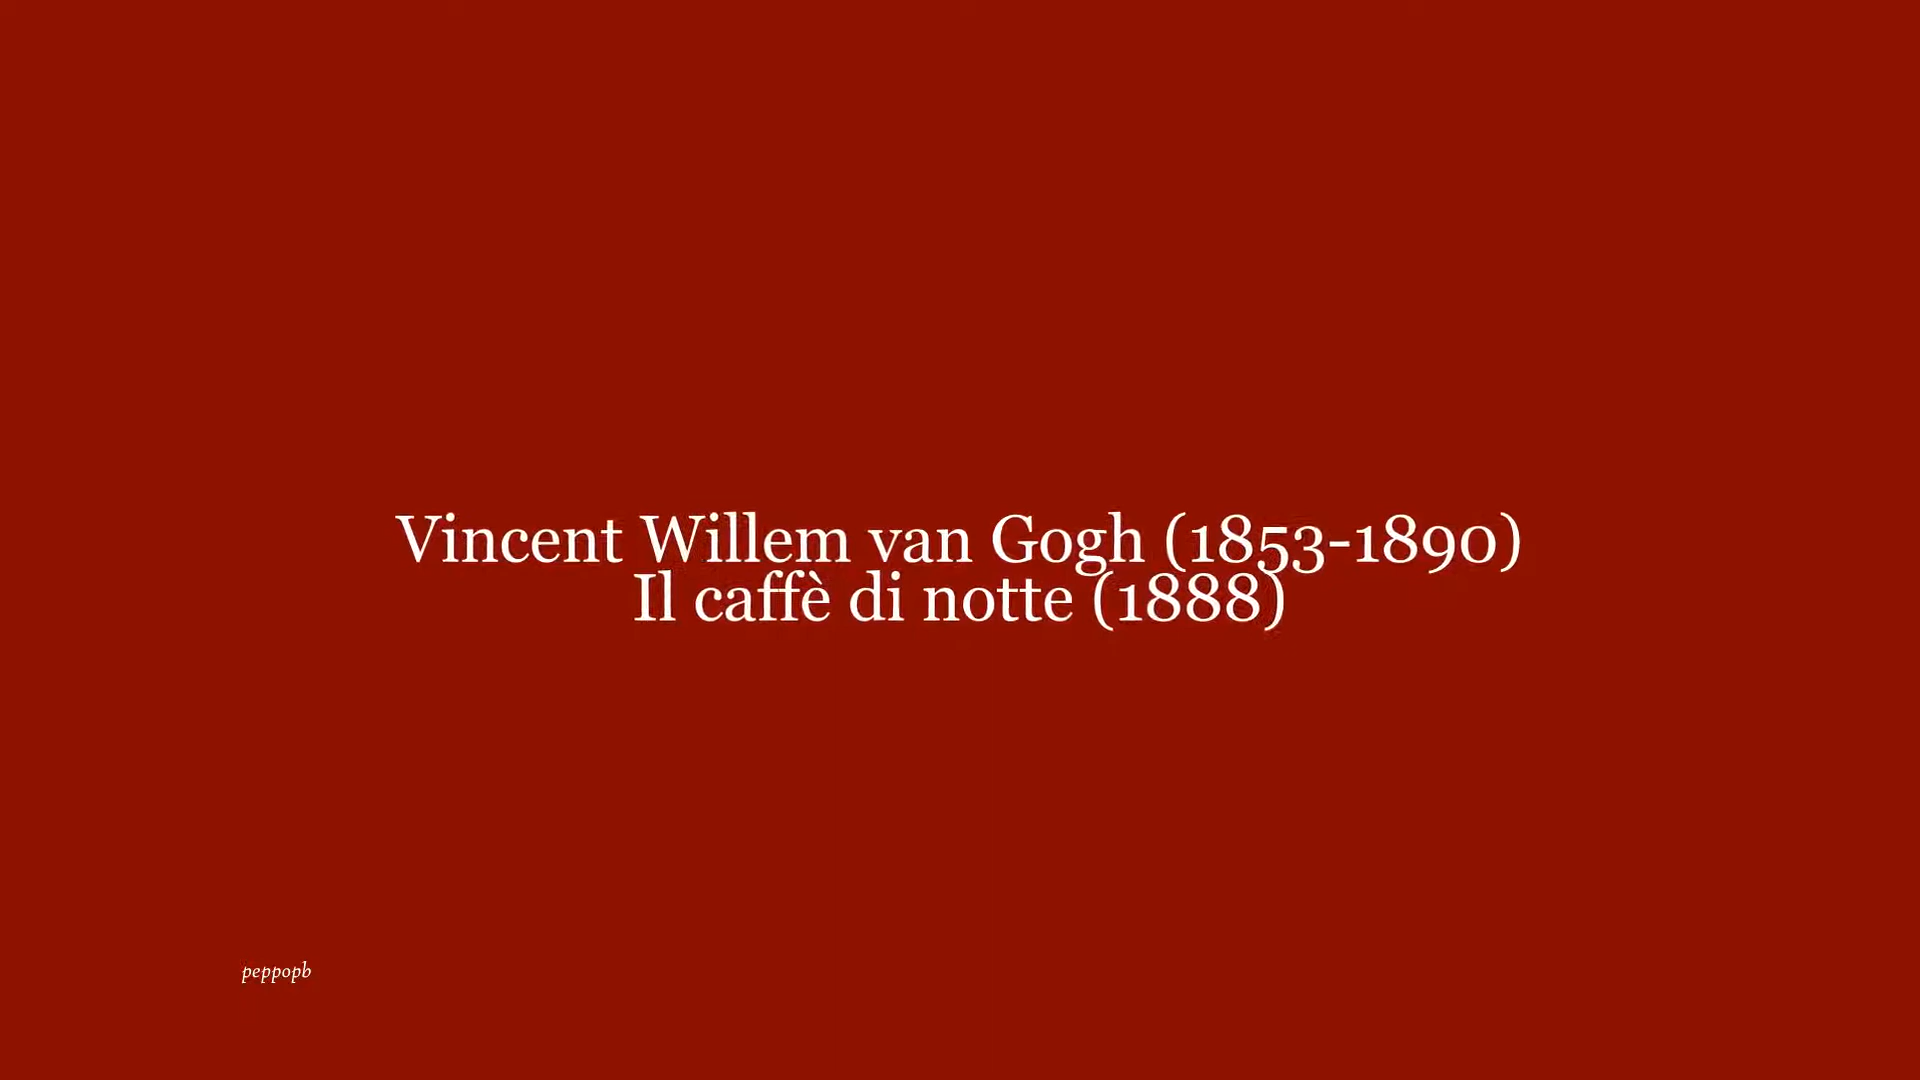 Vincent Willem van Gogh (1853-1890)
Il caffè di notte (1888)
peppopb